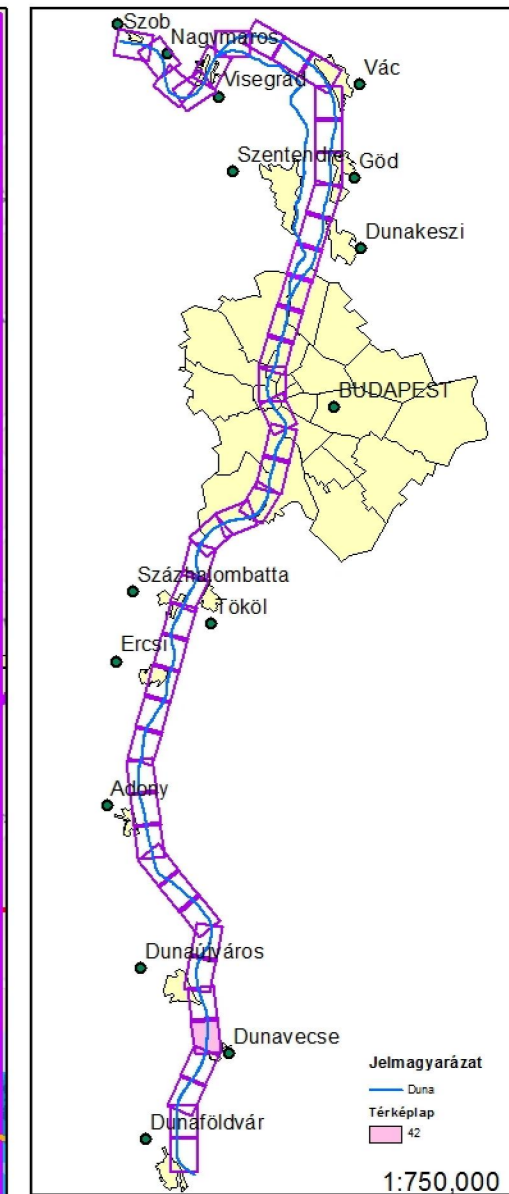 Szob
Nagymaros
Visegrád
Vác
Szentendre
Göd
Dunakeszi
BUDAPEST
Százhalombatta
Tököl
Ercsi
Adony
Dunaújváros
Dunavecse
Dunaföldvár
Jelmagyarázat
Duna
Térképlap
42
1:750,000